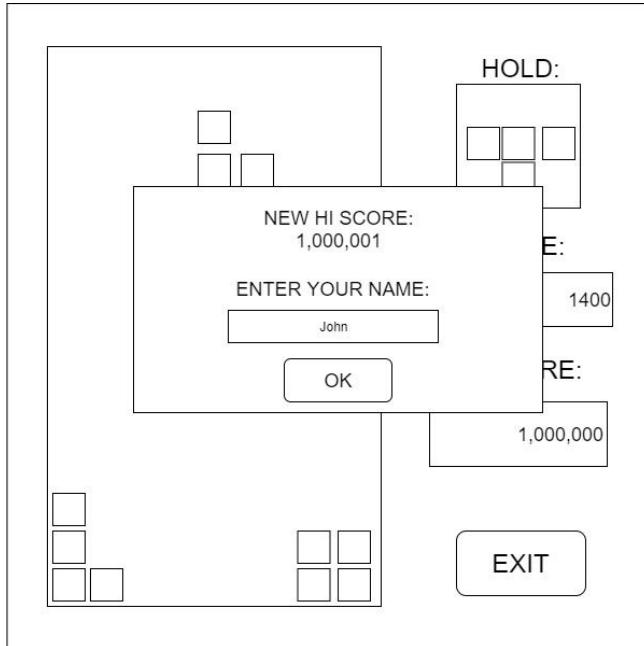 HOLD:
NEW HI SCORE:
1,000,001
E:
ENTER YOUR NAME:
1400
John
OK
RE:
1,000,000
EXIT